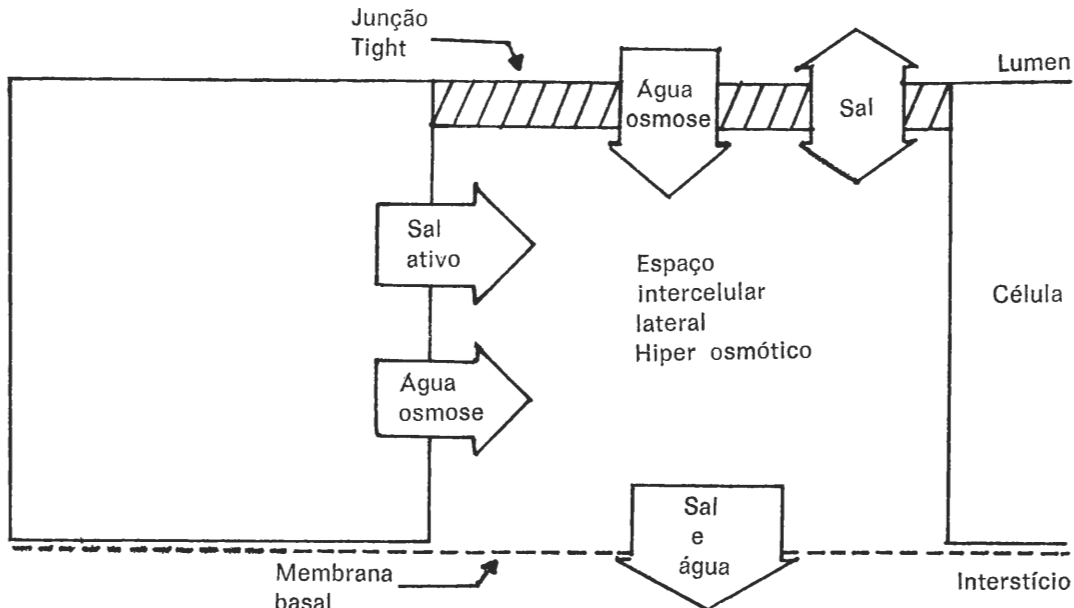 Junção
Tight
Lumen
Água
osmose
Sal
Sal
ativo
Espaço
intercelular
lateral
Hiper osmótico
Célula
Água
osmose
Sal
e
água
Membrana
basal
Interstício